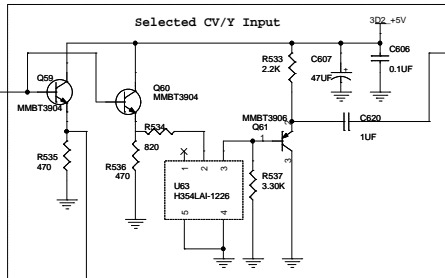 Selected CV/Y Input
3D2_+5V
Q59
MMBT3904
Q60
MMBT3904
R533
2.2K
C607
47UF
C606
0.1UF
R534
820
MMBT3906
Q61
C620
1UF
R535
470
R536
470
1
2
3
U63
H354LAI-1226
5
4
R537
3.30K
1
2
3